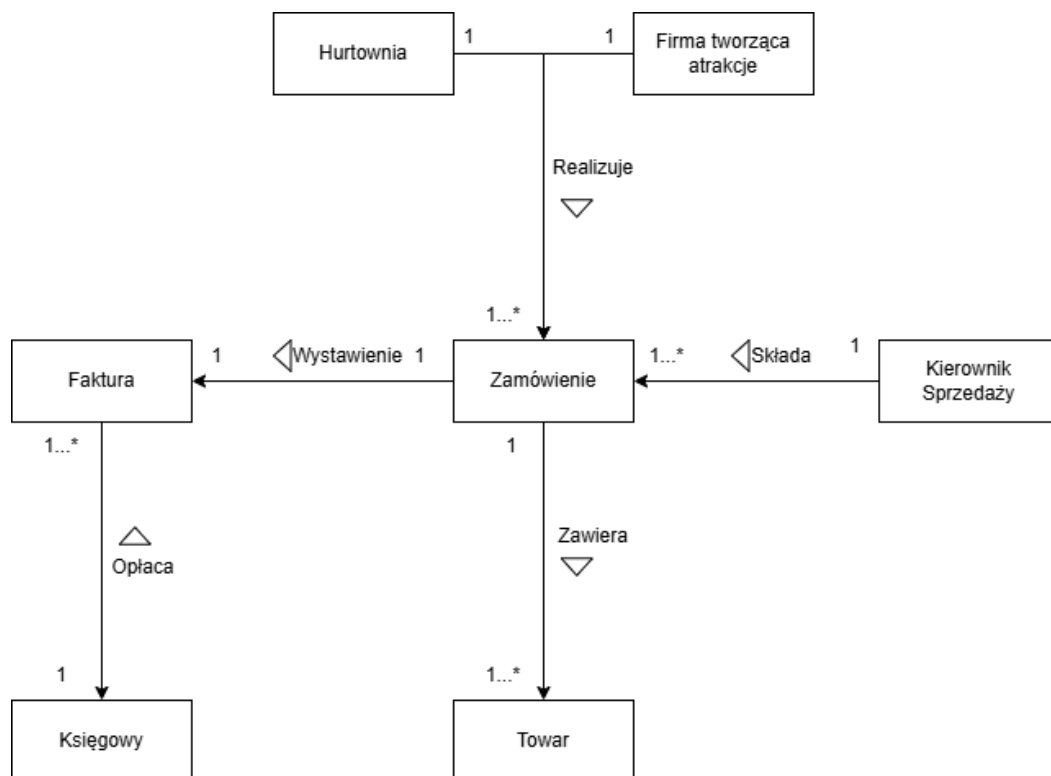 Hurtownia
1
1
Firma tworząca
atrakcje
Realizuje
1...*
Faktura
1
Wystawienie
1
Zamówienie
1...*
Składa
1
Kierownik
Sprzedaży
1...*
1
Opłaca
Zawiera
1
1...*
Księgowy
Towar